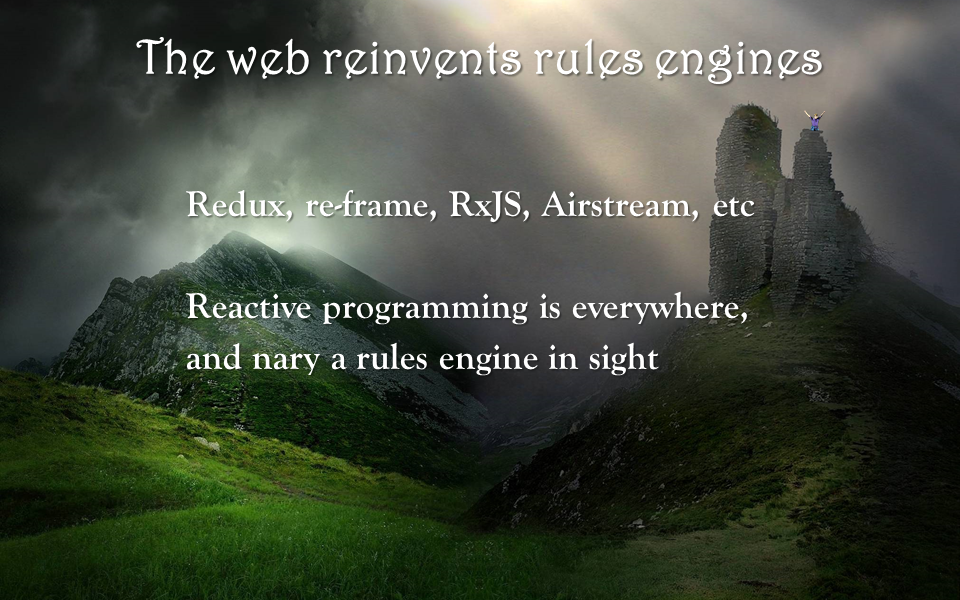 The web reinvents rules engines
Redux, re-frame, RxJS, Airstream, etc
Reactive programming is everywhere,
and nary a rules engine in sight